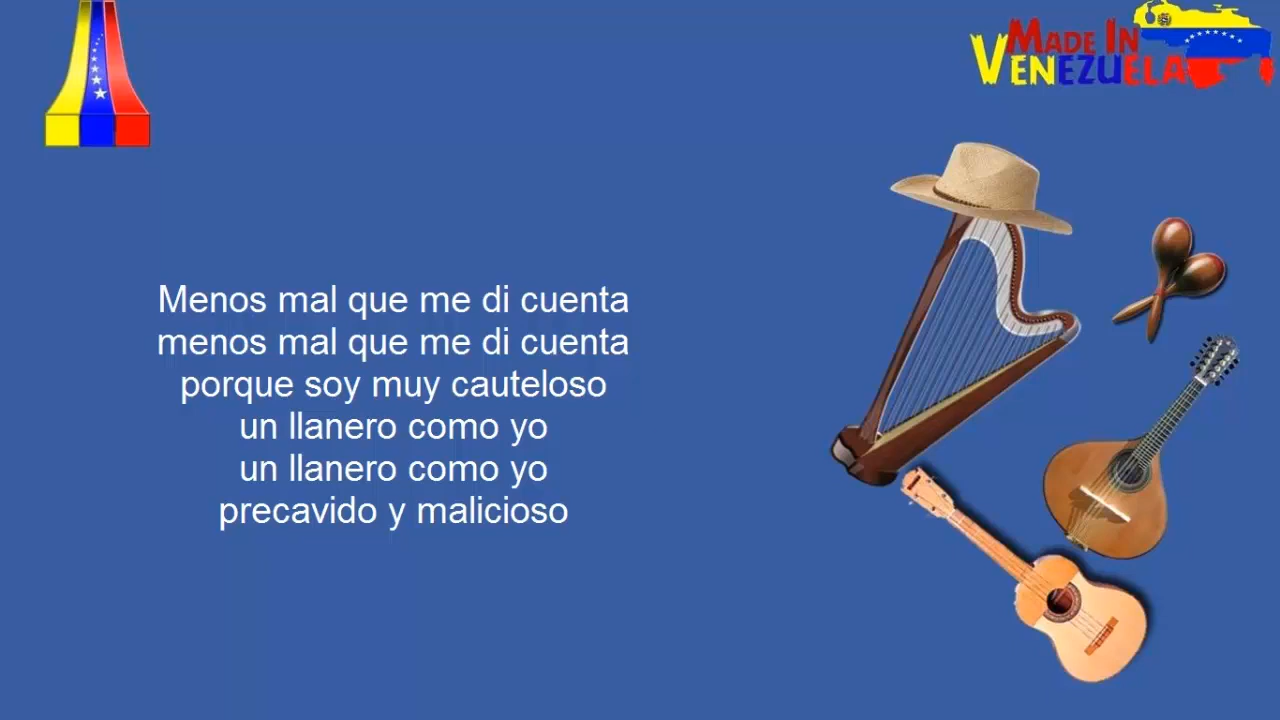 MADE IN
VENEZUELA
Menos mal que me di cuenta
menos mal que me di cuenta
porque soy muy cauteloso
un llanero como yo
un llanero como yo
precavido y malicioso